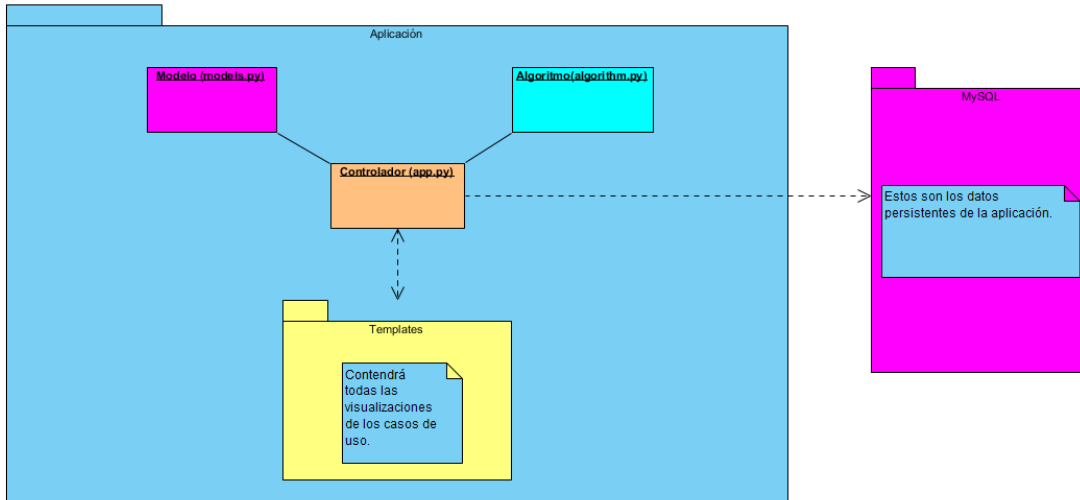 Aplicación
Modelo (models.py)
Algoritmo(algorithm.py)
MySQL
Controlador (app.py)
Estos son los datos
persistentes de la aplicación.
Templates
Contendrá
todas las
visualizaciones
de los casos de
uso.